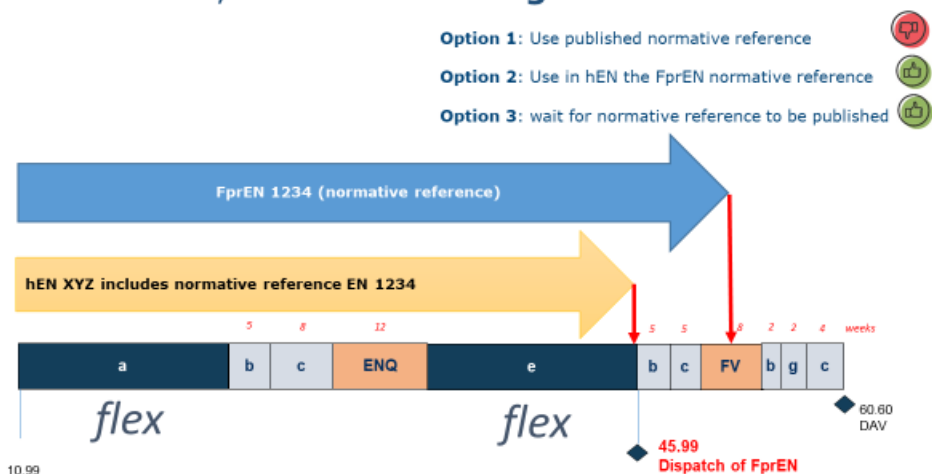 Option 1: Use published normative reference
Option 2: Use in hEN the FprEN normative reference
Option 3: wait for normative reference to be published
FprEN 1234 (normative reference)
hEN XYZ includes normative reference EN 1234
5 8 12 5 5 8 2 2 4 weeks
a b c ENQ e b c FV b g c
flex flex
60.60
DAV
45.99
Dispatch of FprEN
10.99